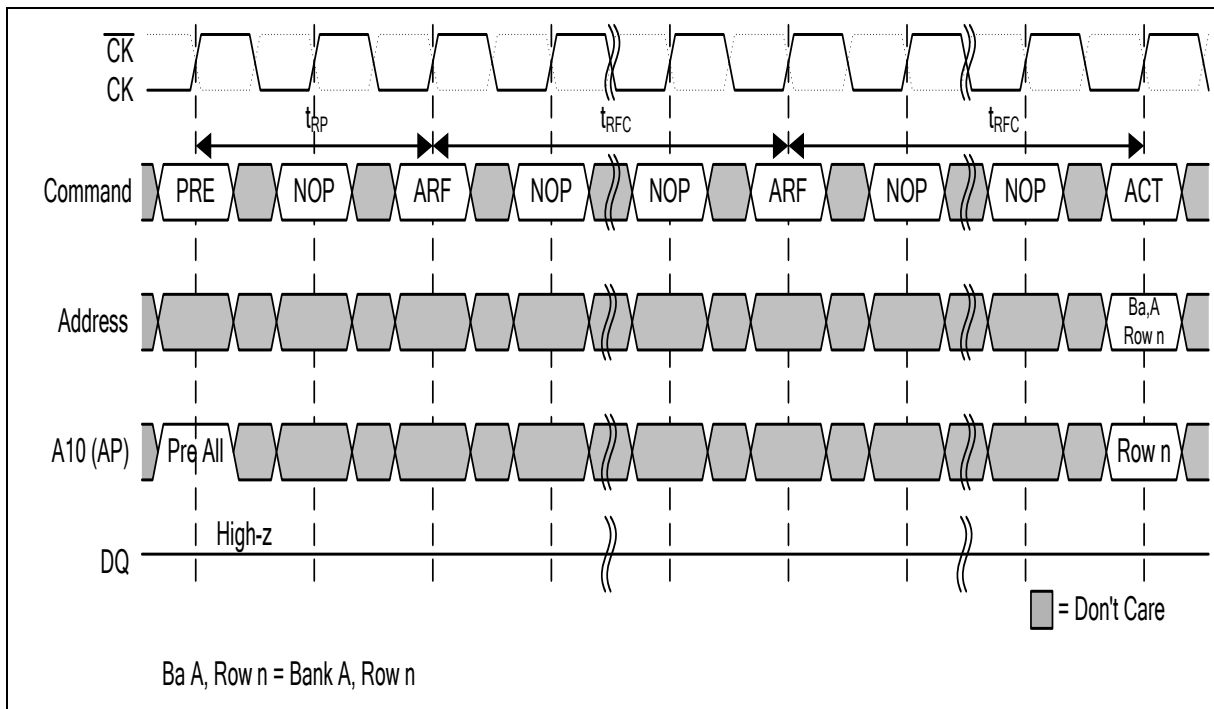 CK
CK
tRP tRFC tRFC
Command PRE NOP ARF NOP NOP ARF NOP NOP ACT
Address Ba,A
Row n
A10 (AP) Pre All Row n
High-z
DQ
= Don't Care
Ba A, Row n = Bank A, Row n